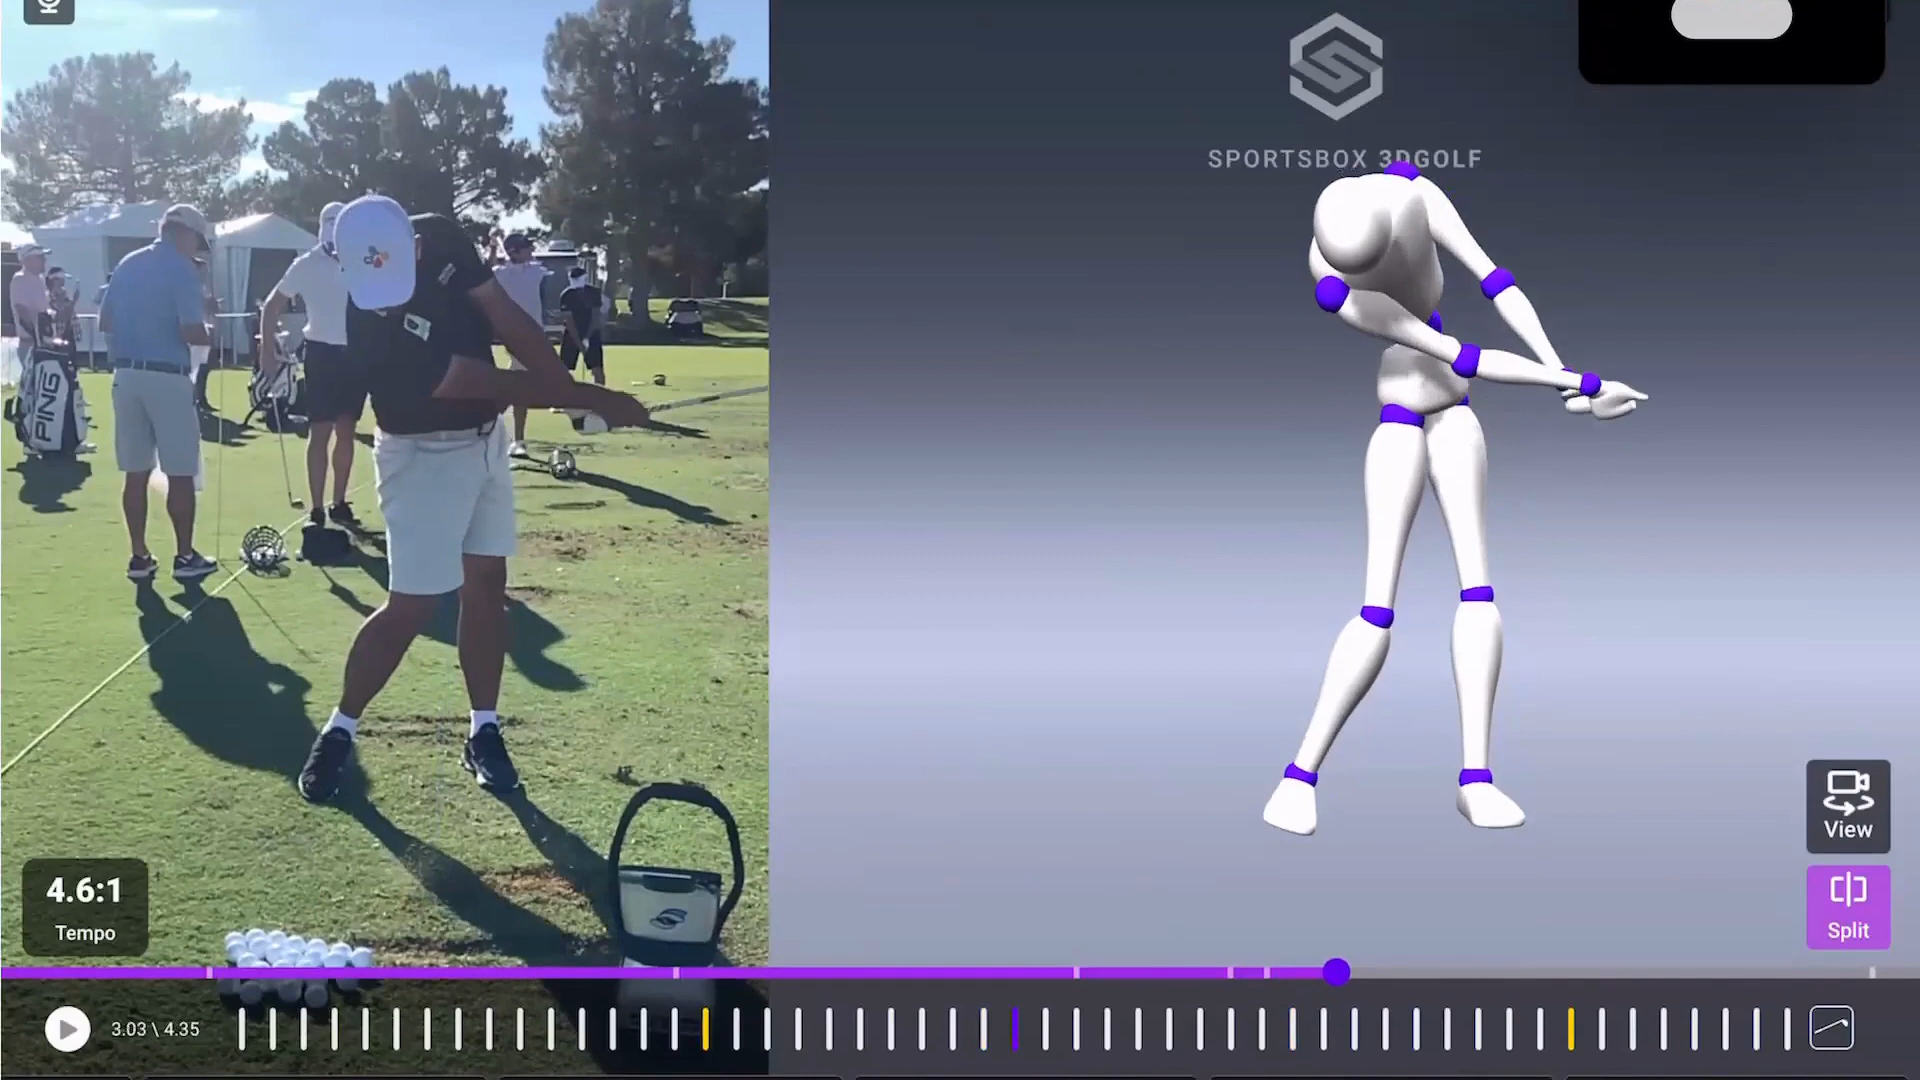 SPORTSBOX 3DGOLF
PING
View
4.6:1
Tempo
Split
3.03 \ 4.35